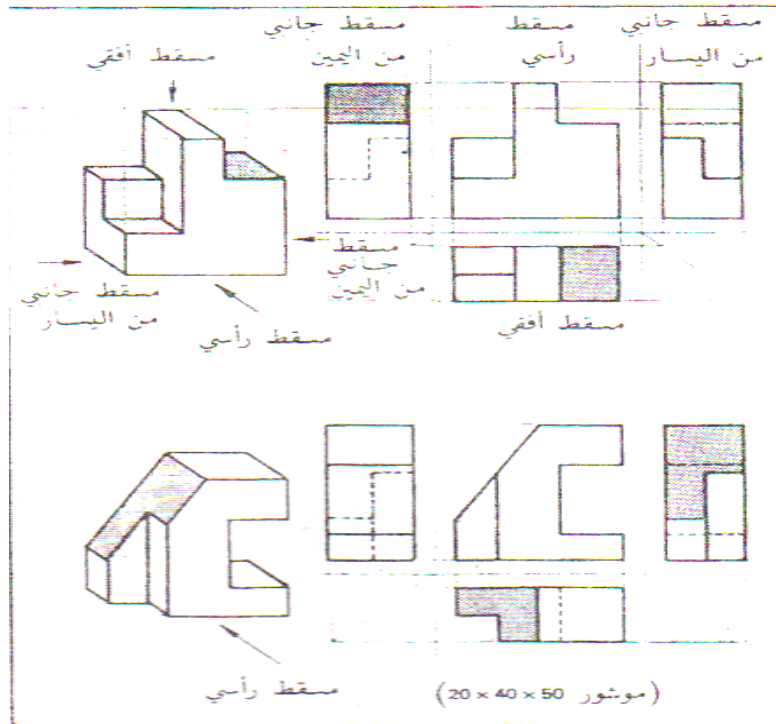 مسقط جانبي
من اليمين
مسقط
رأسي
مسقط جانبي
من اليسار
مسقط أفقي
مسقط
جانبي
من اليمين
مسقط جانبي
من اليسار
مسقط رأسي
مسقط أفقي
مسقط رأسي
(موشور 50 × 40 × 20)